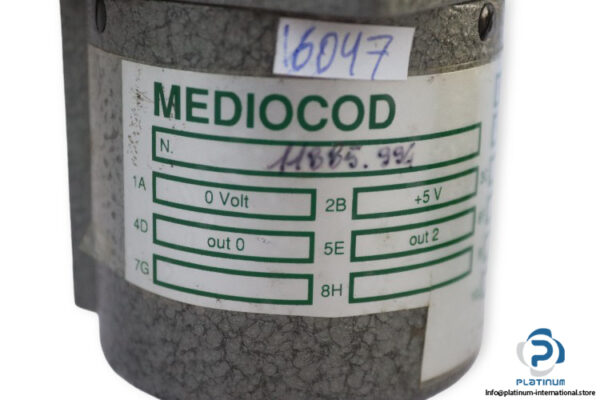 16047
MEDIOCOD
N. 11885.994
1A 0 Volt 2B +5 V
4D out 0 5E out 2
7G 8H
PLATINUM
Info@platinum-international.store